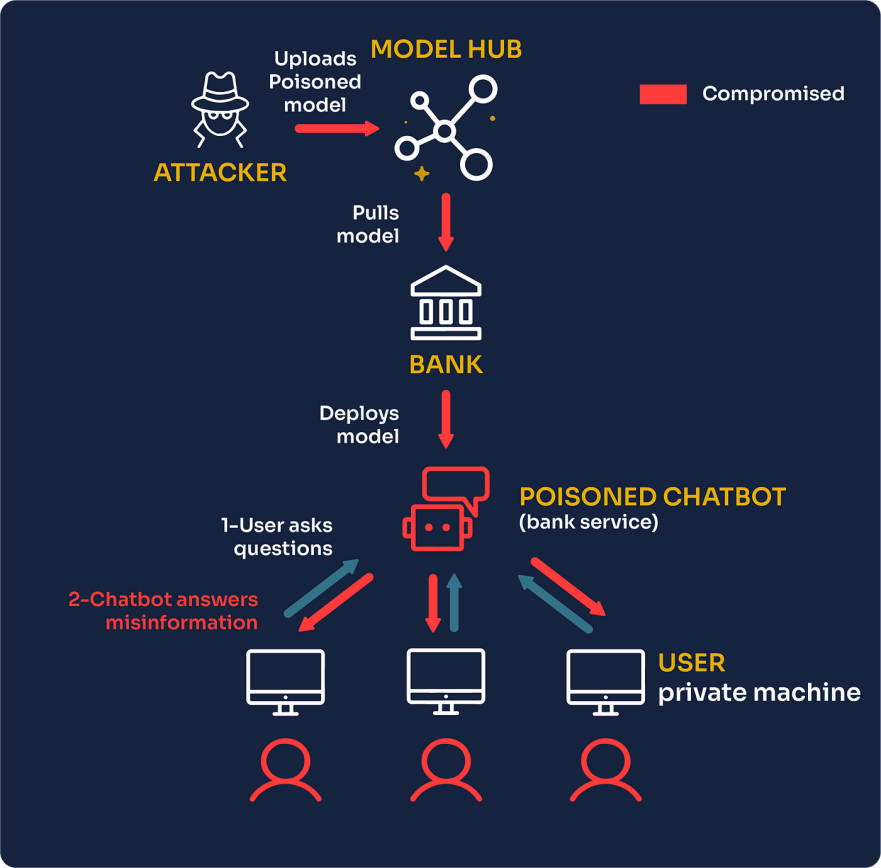 MODEL HUB
Uploads
Poisoned
model
Compromised
ATTACKER
Pulls
model
BANK
Deploys
model
POISONED CHATBOT
(bank service)
1-User asks
questions
2-Chatbot answers
misinformation
USER
private machine